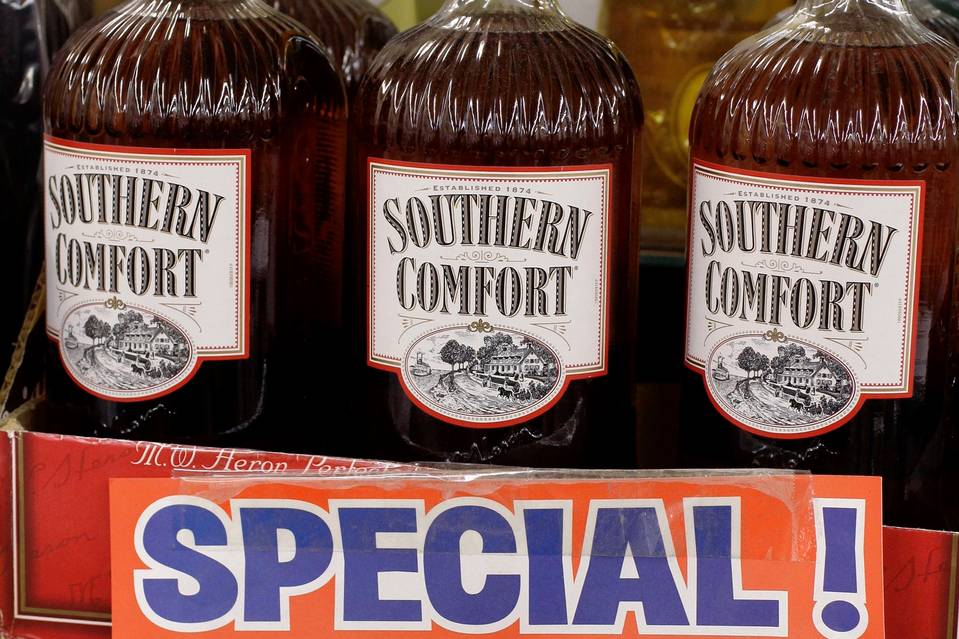 ESTABLISHED 1874
SOUTHERN
COMFORT®
ESTABLISHED 1874
SOUTHERN
COMFORT®
ESTABLISHED 1874
SOUTHERN
COMFORT®
M.W. Heron
SPECIAL!